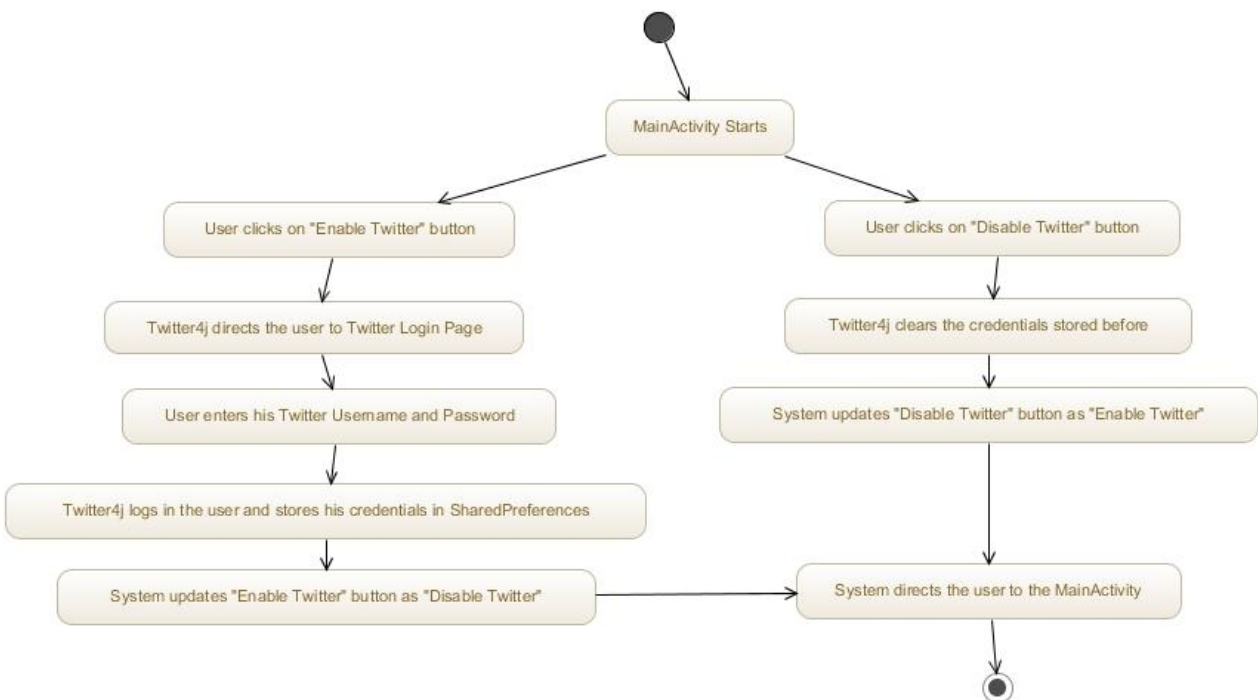 MainActivity Starts
User clicks on "Enable Twitter" button
User clicks on "Disable Twitter" button
Twitter4j directs the user to Twitter Login Page
Twitter4j clears the credentials stored before
User enters his Twitter Username and Password
System updates "Disable Twitter" button as "Enable Twitter"
Twitter4j logs in the user and stores his credentials in SharedPreferences
System updates "Enable Twitter" button as "Disable Twitter"
System directs the user to the MainActivity